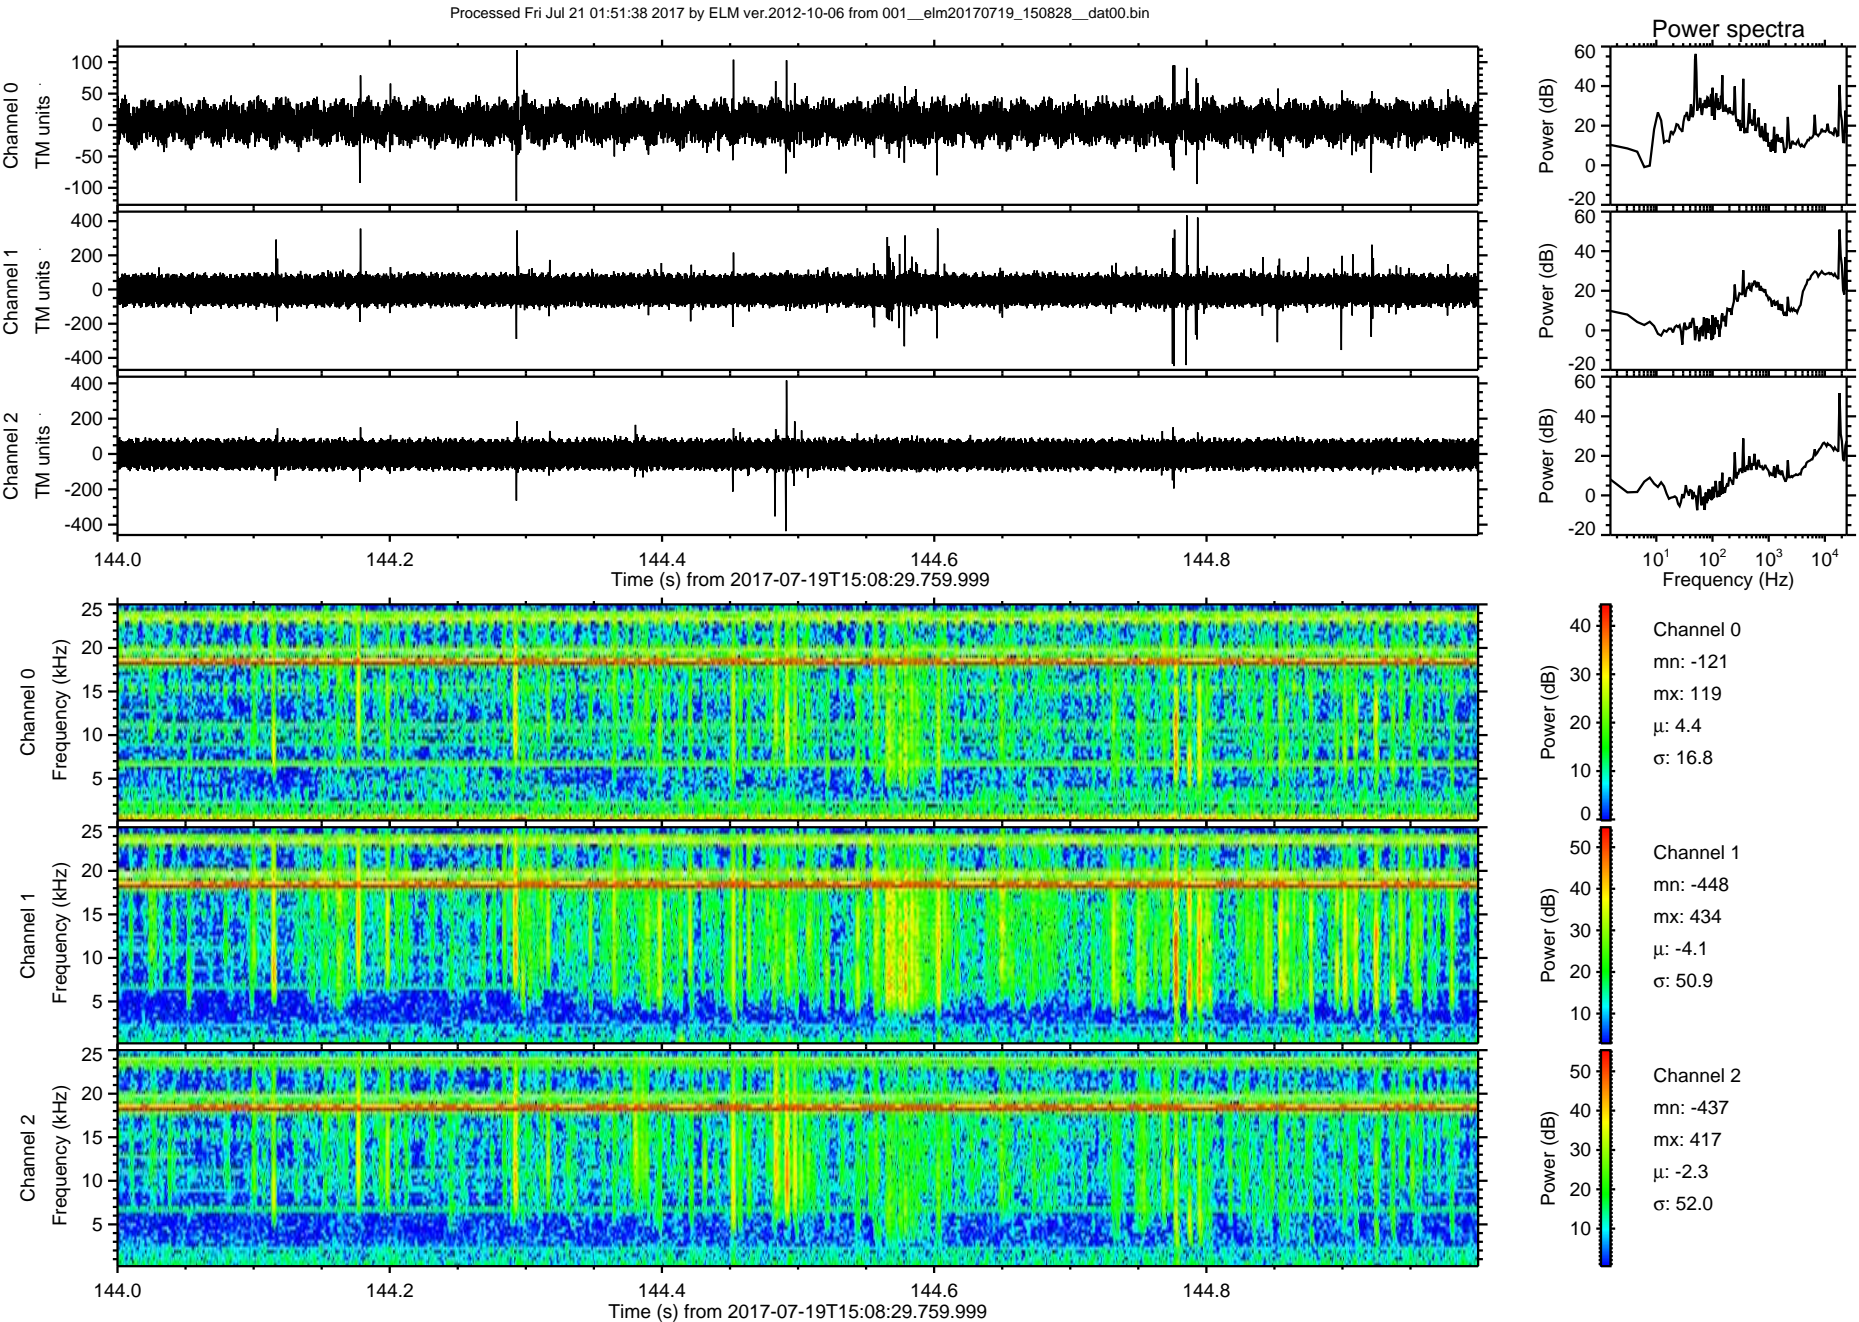 Processed Fri Jul 21 01:51:38 2017 by ELM ver.2012-10-06 from 001__elm20170719_150828__dat00.bin
Power spectra
Channel 0
TM units
100
50
0
-50
-100
Power (dB)
60
40
20
0
-20
Channel 1
TM units
400
200
0
-200
-400
Power (dB)
60
40
20
0
-20
Channel 2
TM units
400
200
0
-200
-400
Power (dB)
60
40
20
0
-20
144.0 144.2 144.4 144.6 144.8
Time (s) from 2017-07-19T15:08:29.759.999
10^1 10^2 10^3 10^4
Frequency (Hz)
Channel 0
Frequency (kHz)
25
20
15
10
5
Power (dB)
40
30
20
10
0
Channel 0
mn: -121
mx: 119
μ: 4.4
σ: 16.8
Channel 1
Frequency (kHz)
25
20
15
10
5
Power (dB)
50
40
30
20
10
Channel 1
mn: -448
mx: 434
μ: -4.1
σ: 50.9
Channel 2
Frequency (kHz)
25
20
15
10
5
Power (dB)
50
40
30
20
10
Channel 2
mn: -437
mx: 417
μ: -2.3
σ: 52.0
144.0 144.2 144.4 144.6 144.8
Time (s) from 2017-07-19T15:08:29.759.999